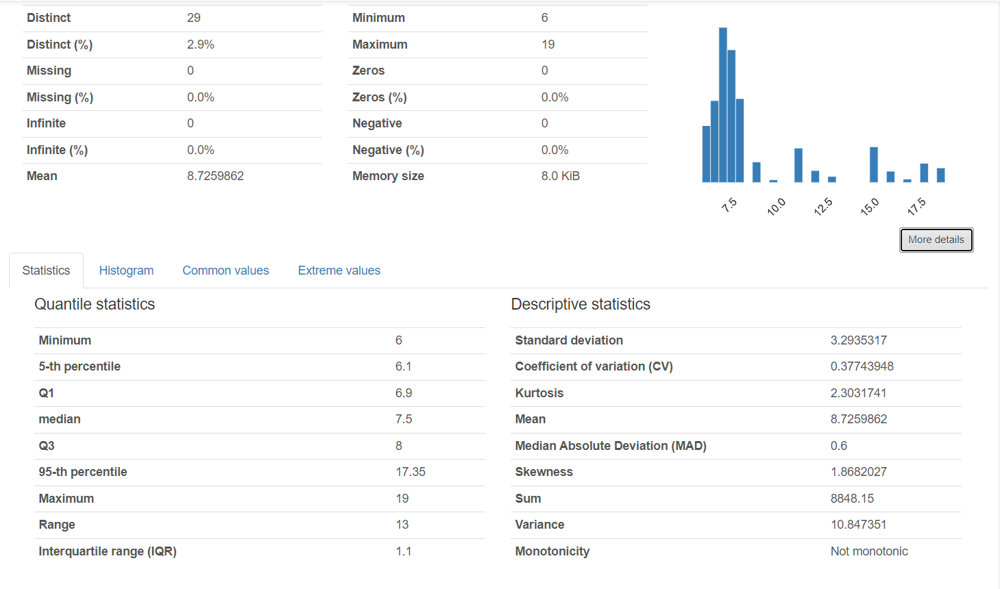 Distinct 29
Distinct (%) 2.9%
Missing 0
Missing (%) 0.0%
Infinite 0
Infinite (%) 0.0%
Mean 8.7259862
Minimum 6
Maximum 19
Zeros 0
Zeros (%) 0.0%
Negative 0
Negative (%) 0.0%
Memory size 8.0 KiB
7.5 10.0 12.5 15.0 17.5
More details
Statistics Histogram Common values Extreme values
Quantile statistics
Minimum 6
5-th percentile 6.1
Q1 6.9
median 7.5
Q3 8
95-th percentile 17.35
Maximum 19
Range 13
Interquartile range (IQR) 1.1
Descriptive statistics
Standard deviation 3.2935317
Coefficient of variation (CV) 0.37743948
Kurtosis 2.3031741
Mean 8.7259862
Median Absolute Deviation (MAD) 0.6
Skewness 1.8682027
Sum 8848.15
Variance 10.847351
Monotonicity Not monotonic